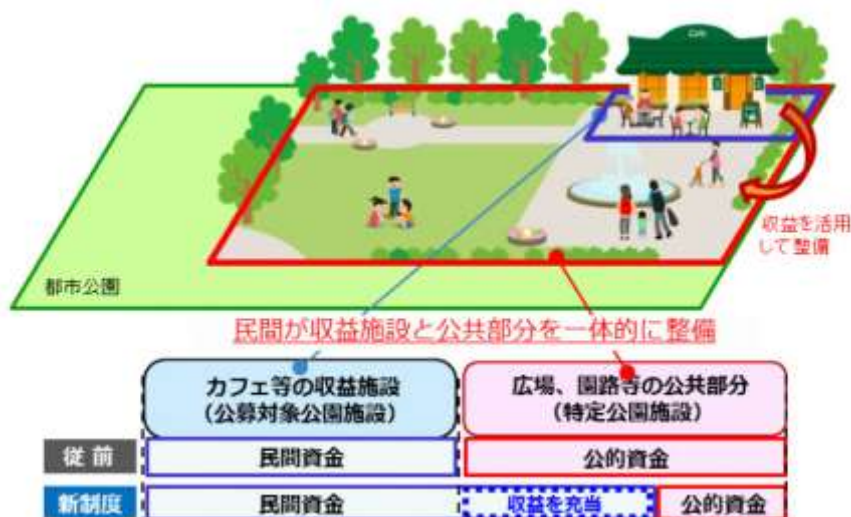 Cafe
収益を活用
して整備
都市公園
民間が収益施設と公共部分を一体的に整備
カフェ等の収益施設
(公募対象公園施設)
広場、園路等の公共部分
(特定公園施設)
従前
民間資金
公的資金
新制度
民間資金
収益を充当
公的資金